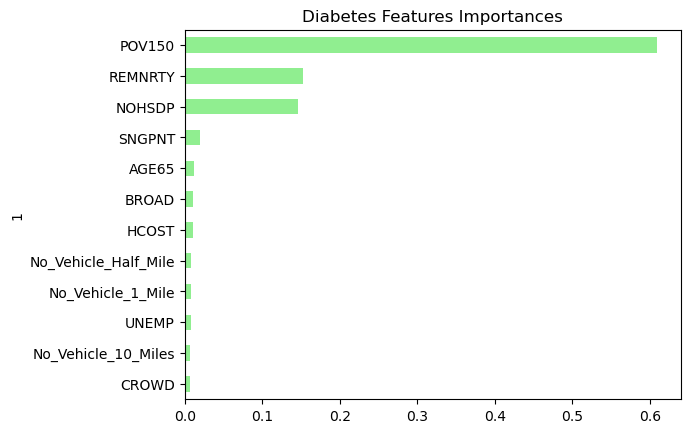 Diabetes Features Importances
POV150
REMNRTY
NOHSDP
SNGPNT
AGE65
BROAD
HCOST
No_Vehicle_Half_Mile
No_Vehicle_1_Mile
UNEMP
No_Vehicle_10_Miles
CROWD
1
0.0 0.1 0.2 0.3 0.4 0.5 0.6